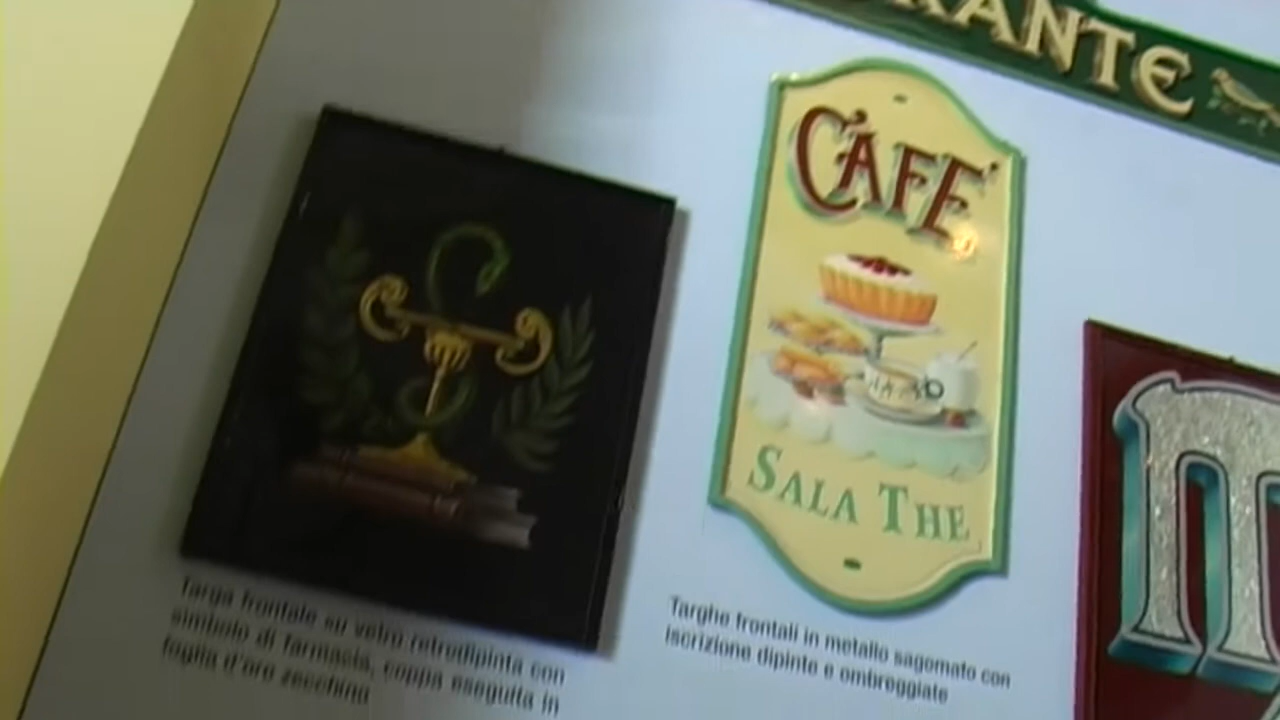 RANTE
CAFE'
SALA THE
Targa frontale su vetro retrodipinta con
simbolo di farmacia, coppa eseguita in
foglia d'oro zecchino
Targhe frontali in metallo sagomato con
iscrizione dipinte e ombreggiate